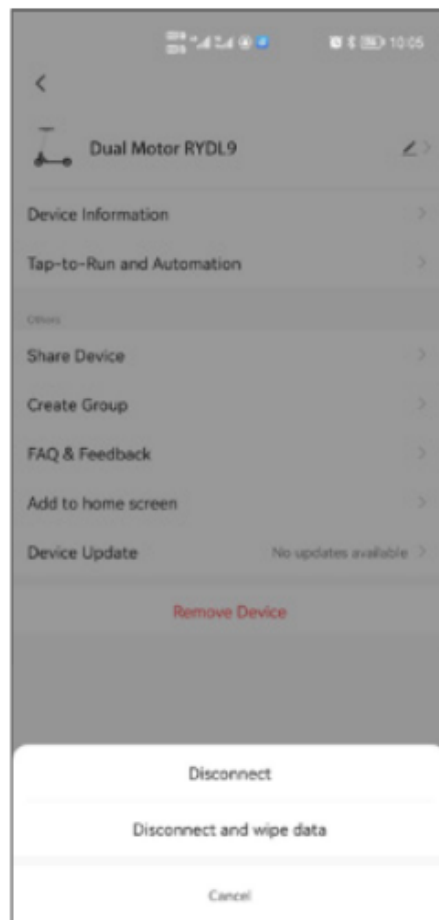 10:05
Dual Motor RYDL9
Device Information
Tap-to-Run and Automation
Others
Share Device
Create Group
FAQ & Feedback
Add to home screen
Device Update No updates available
Remove Device
Disconnect
Disconnect and wipe data
Cancel